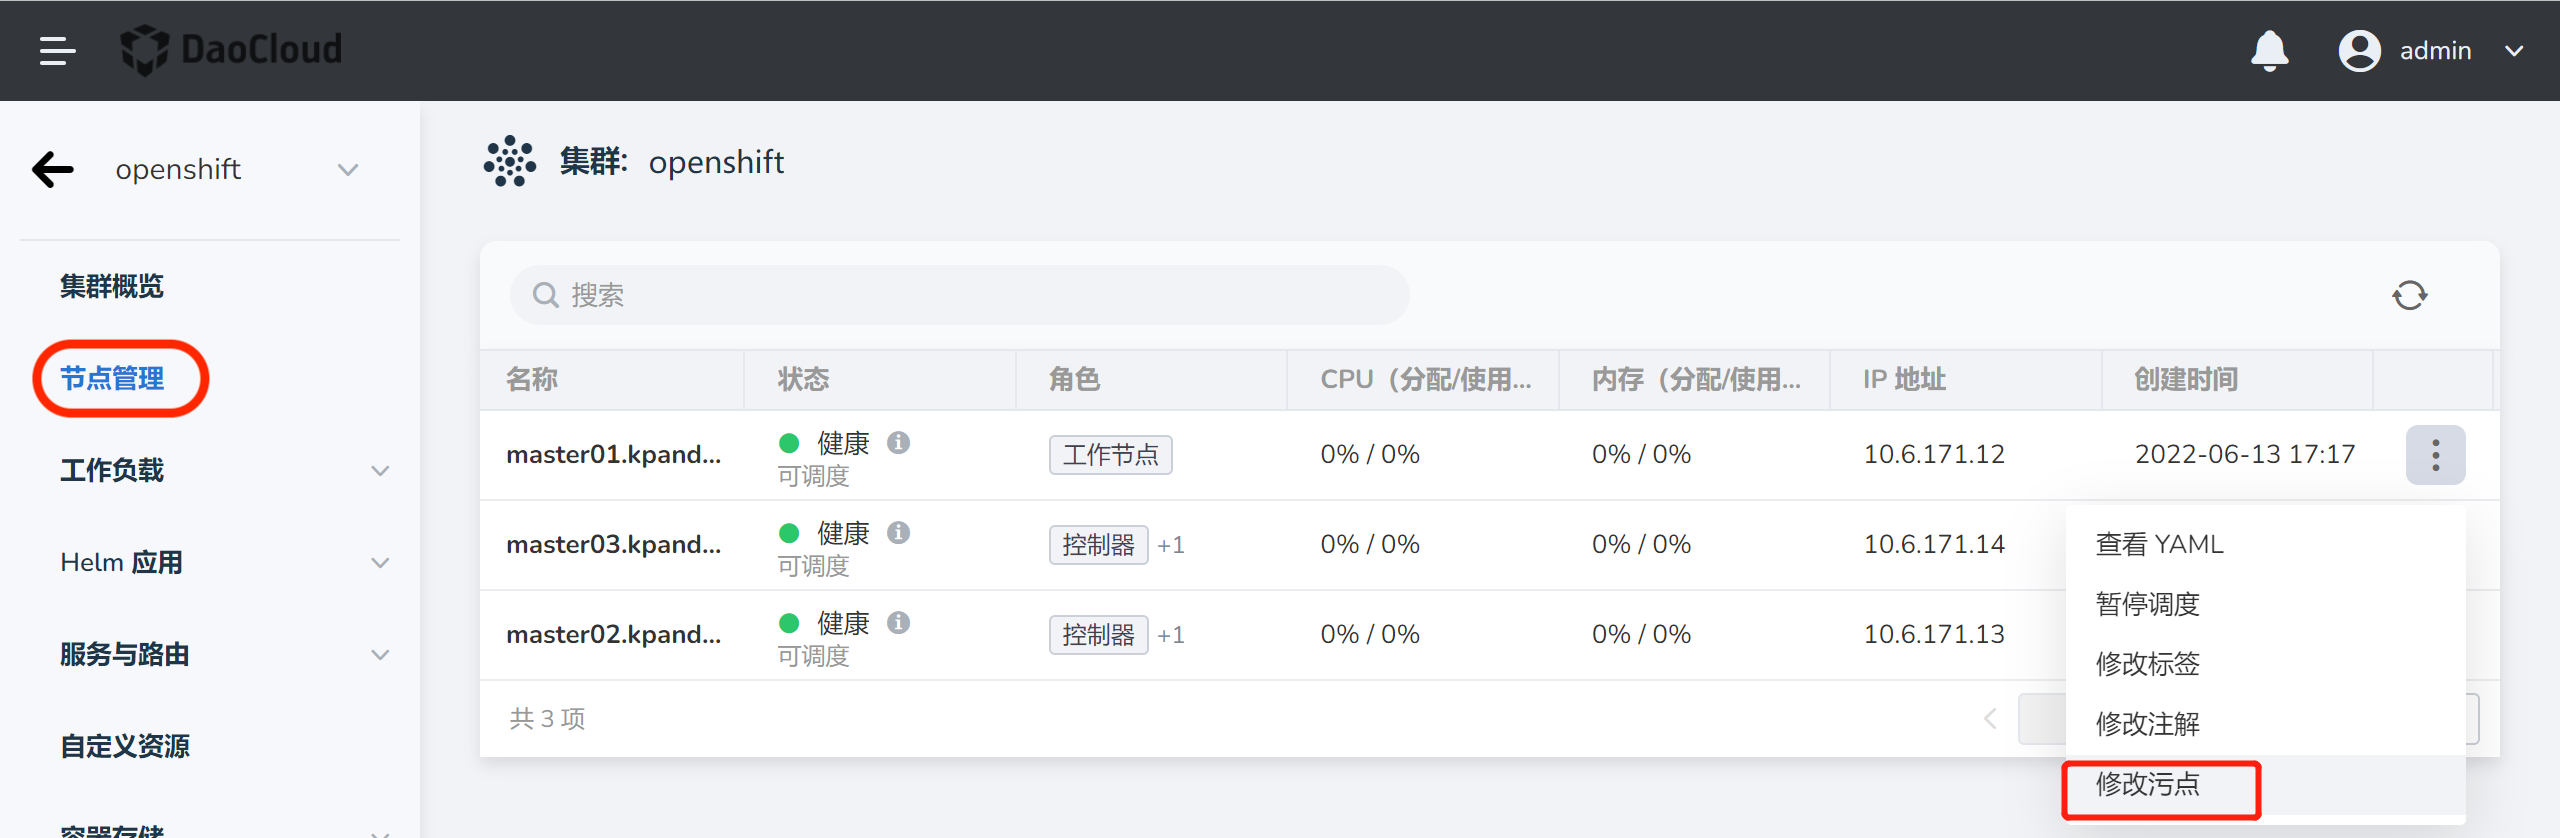 DaoCloud
admin
openshift
集群: openshift
集群概览
节点管理
工作负载
Helm 应用
服务与路由
自定义资源
容器存储
搜索
名称 状态 角色 CPU（分配/使用... 内存（分配/使用... IP 地址 创建时间
master01.kpand... 健康 工作节点 0% / 0% 0% / 0% 10.6.171.12 2022-06-13 17:17
可调度
master03.kpand... 健康 控制器 +1 0% / 0% 0% / 0% 10.6.171.14
可调度
master02.kpand... 健康 控制器 +1 0% / 0% 0% / 0% 10.6.171.13
可调度
共 3 项
查看 YAML
暂停调度
修改标签
修改注解
修改污点